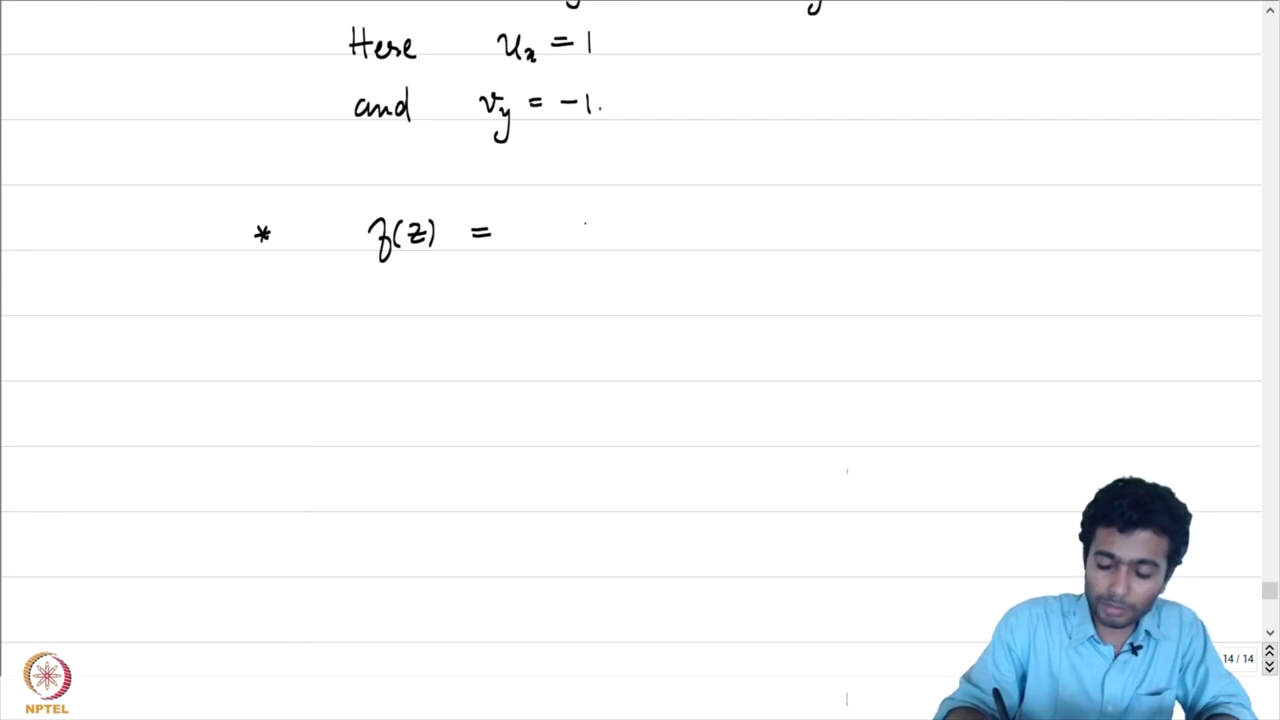 Here u_x = 1
and v_y = -1.
* f(z) =
14 / 14
NPTEL